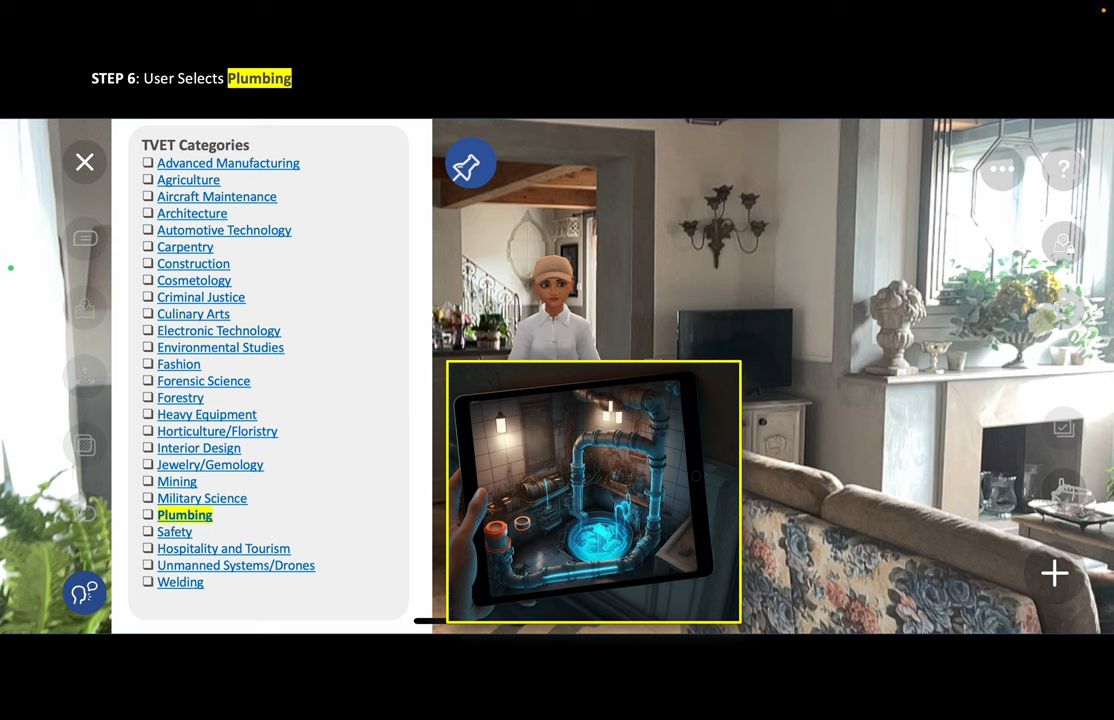 STEP 6: User Selects Plumbing
TVET Categories
❑ Advanced Manufacturing
❑ Agriculture
❑ Aircraft Maintenance
❑ Architecture
❑ Automotive Technology
❑ Carpentry
❑ Construction
❑ Cosmetology
❑ Criminal Justice
❑ Culinary Arts
❑ Electronic Technology
❑ Environmental Studies
❑ Fashion
❑ Forensic Science
❑ Forestry
❑ Heavy Equipment
❑ Horticulture/Floristry
❑ Interior Design
❑ Jewelry/Gemology
❑ Mining
❑ Military Science
❑ Plumbing
❑ Safety
❑ Hospitality and Tourism
❑ Unmanned Systems/Drones
❑ Welding